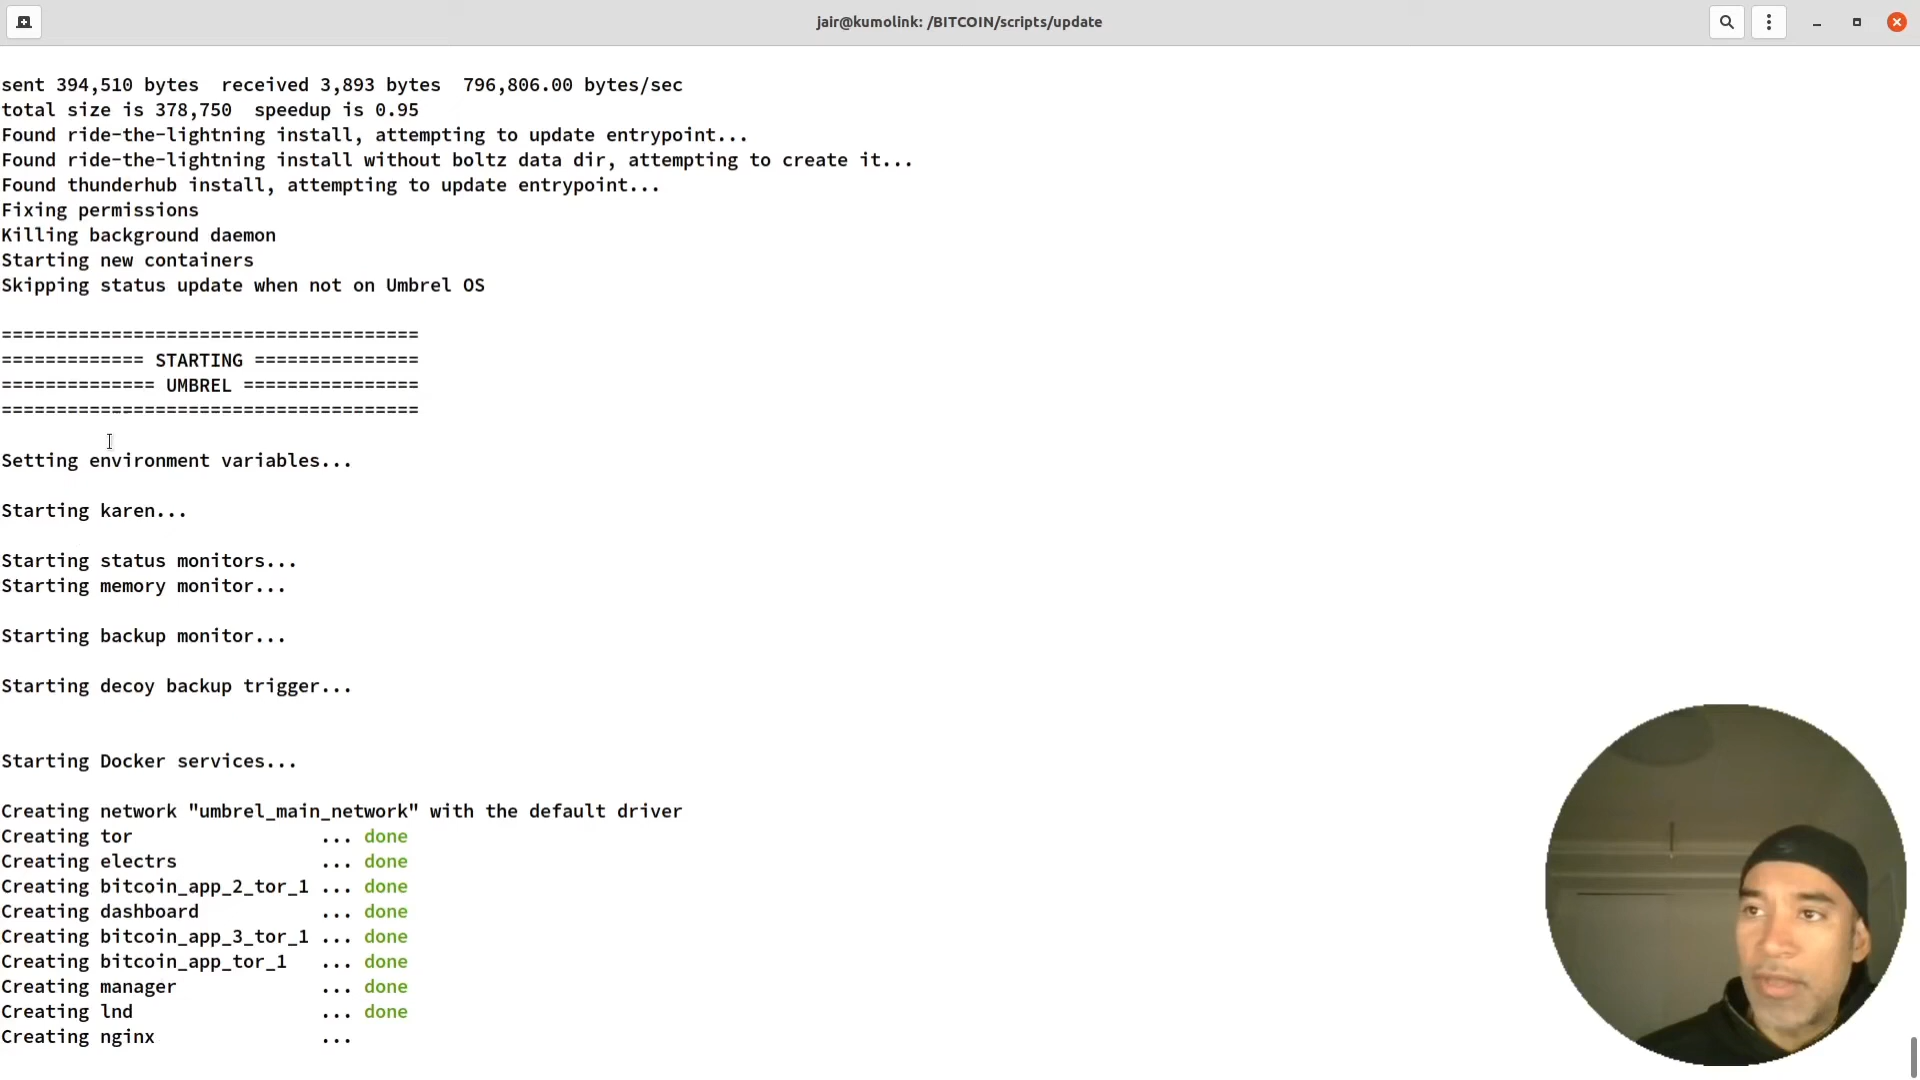 jair@kumolink: /BITCOIN/scripts/update
sent 394,510 bytes  received 3,893 bytes  796,806.00 bytes/sec
total size is 378,750  speedup is 0.95
Found ride-the-lightning install, attempting to update entrypoint...
Found ride-the-lightning install without boltz data dir, attempting to create it...
Found thunderhub install, attempting to update entrypoint...
Fixing permissions
Killing background daemon
Starting new containers
Skipping status update when not on Umbrel OS
======================================
============= STARTING ===============
============== UMBREL ================
======================================
Setting environment variables...
Starting karen...
Starting status monitors...
Starting memory monitor...
Starting backup monitor...
Starting decoy backup trigger...
Starting Docker services...
Creating network "umbrel_main_network" with the default driver
Creating tor                 ... done
Creating electrs             ... done
Creating bitcoin_app_2_tor_1 ... done
Creating dashboard           ... done
Creating bitcoin_app_3_tor_1 ... done
Creating bitcoin_app_tor_1   ... done
Creating manager             ... done
Creating lnd                 ... done
Creating nginx               ...